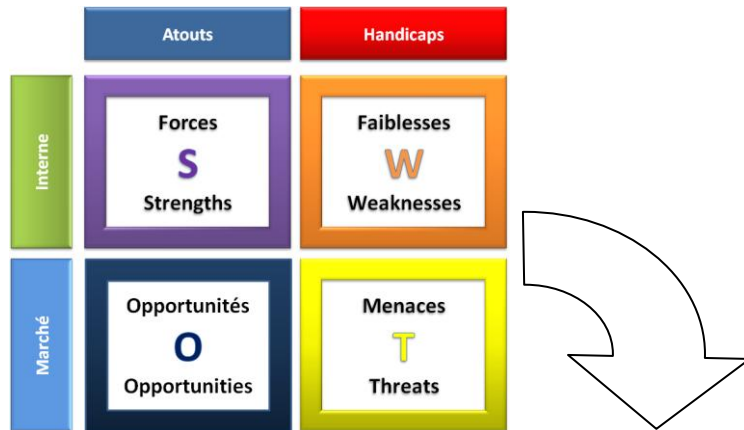 Atouts
Handicaps
Interne
Forces
S
Strengths
Faiblesses
W
Weaknesses
Marché
Opportunités
O
Opportunities
Menaces
T
Threats